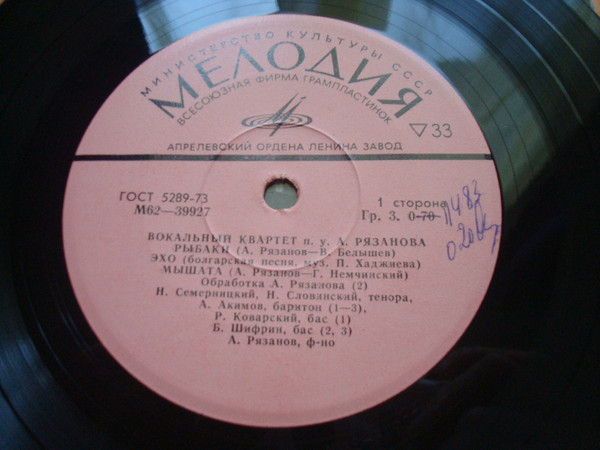 МИНИСТЕРСТВО КУЛЬТУРЫ СССР
МЕЛОДИЯ
ВСЕСОЮЗНАЯ ФИРМА ГРАМПЛАСТИНОК
33
АПРЕЛЕВСКИЙ ОРДЕНА ЛЕНИНА ЗАВОД
ГОСТ 5289-73
М62—39927
1 сторона
Гр. 3. 0-70
ВОКАЛЬНЫЙ КВАРТЕТ п. у. А. РЯЗАНОВА
РЫБАКИ (А. Рязанов—В. Белышев)
ЭХО (болгарская песня, муз. П. Хаджиева)
МЫШАТА (А. Рязанов—Г. Немчинский)
Обработка А. Рязанова (2)
Н. Семерницкий, Н. Словянский, тенора,
А. Акимов, баритон (1—3),
Р. Коварский, бас (1)
Б. Шифрин, бас (2, 3)
А. Рязанов, ф-но